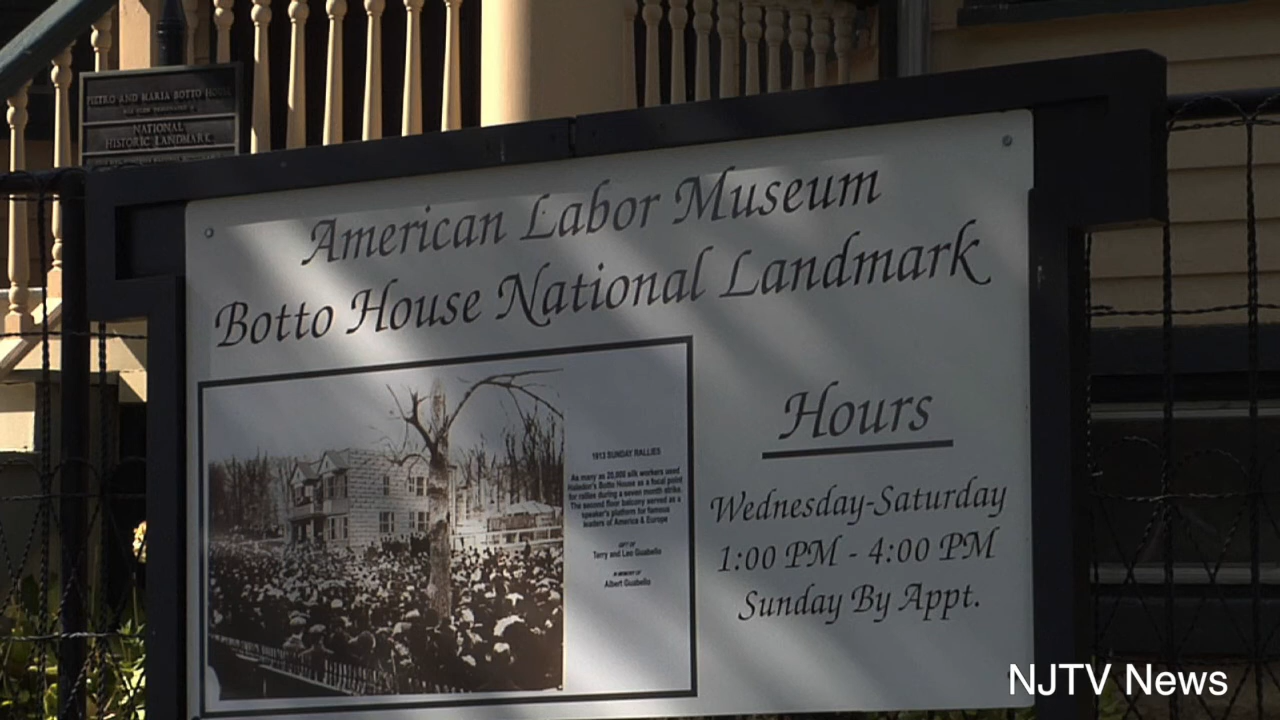 PIETRO AND MARIA BOTTO HOUSE
NATIONAL
HISTORIC LANDMARK
American Labor Museum
Botto House National Landmark
1913 SUNDAY RALLIES
As many as 20,000 silk workers used
Haledon's Botto House as a focal point
for rallies during a seven month strike.
The second floor balcony served as a
speaker's platform for famous
leaders of America & Europe
GIFT OF
Terry and Leo Guabello
IN MEMORY OF
Albert Guabello
Hours
Wednesday-Saturday
1:00 PM - 4:00 PM
Sunday By Appt.
NJTV News